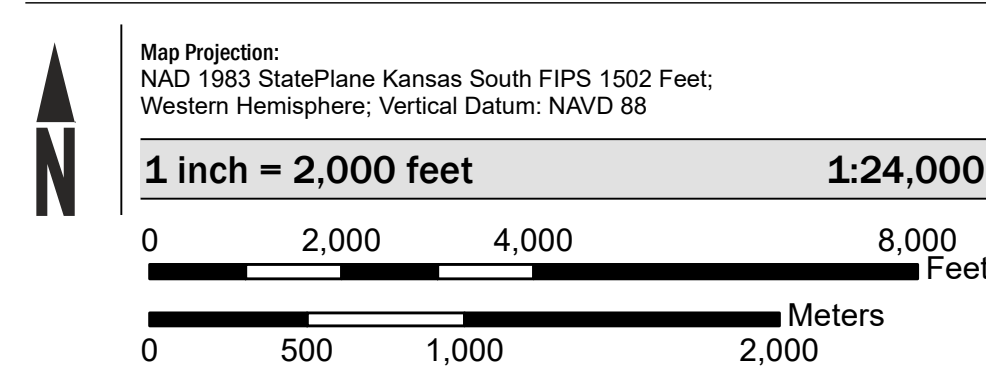 Map Projection:
NAD 1983 StatePlane Kansas South FIPS 1502 Feet;
Western Hemisphere; Vertical Datum: NAVD 88
N
1 inch = 2,000 feet 1:24,000
0 2,000 4,000 8,000
Feet
Meters
0 500 1,000 2,000